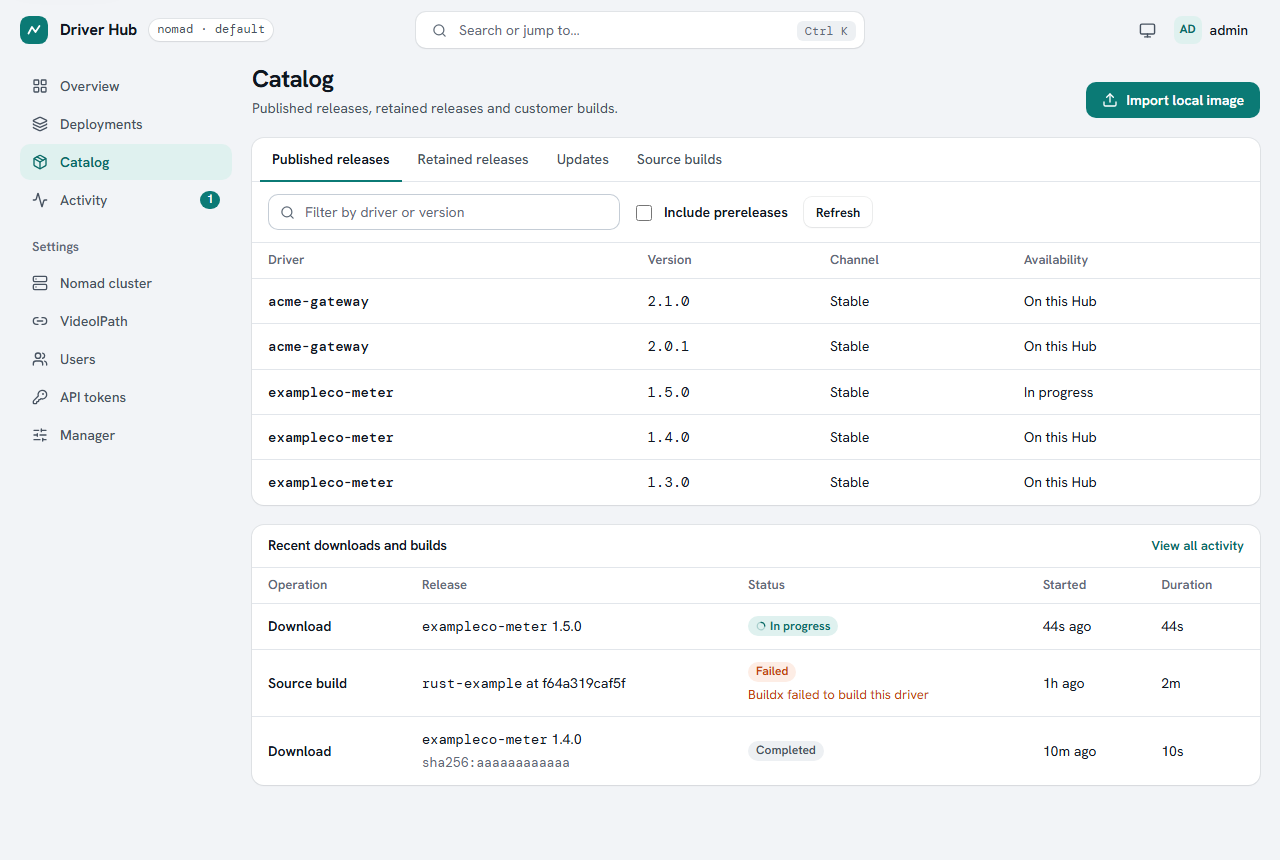 Driver Hub
nomad · default
Search or jump to…
Ctrl K
AD
admin
Overview
Deployments
Catalog
Activity
1
Settings
Nomad cluster
VideoIPath
Users
API tokens
Manager
Catalog
Published releases, retained releases and customer builds.
Import local image
Published releases
Retained releases
Updates
Source builds
Filter by driver or version
Include prereleases
Refresh
Driver Version Channel Availability
acme-gateway 2.1.0 Stable On this Hub
acme-gateway 2.0.1 Stable On this Hub
exampleco-meter 1.5.0 Stable In progress
exampleco-meter 1.4.0 Stable On this Hub
exampleco-meter 1.3.0 Stable On this Hub
Recent downloads and builds
View all activity
Operation Release Status Started Duration
Download exampleco-meter 1.5.0 In progress 44s ago 44s
Source build rust-example at f64a319caf5f Failed 1h ago 2m
Buildx failed to build this driver
Download exampleco-meter 1.4.0 Completed 10m ago 10s
sha256:aaaaaaaaaaaa